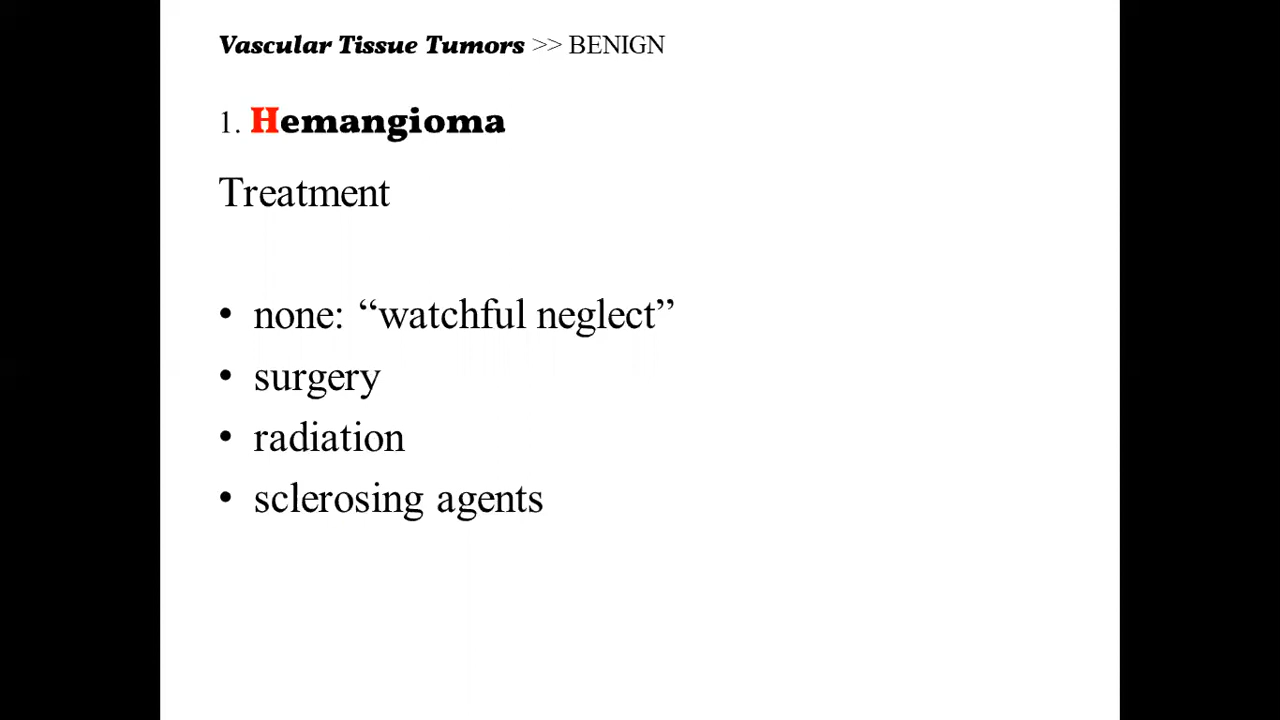 Vascular Tissue Tumors >> BENIGN
1. Hemangioma
Treatment
• none: “watchful neglect”
• surgery
• radiation
• sclerosing agents